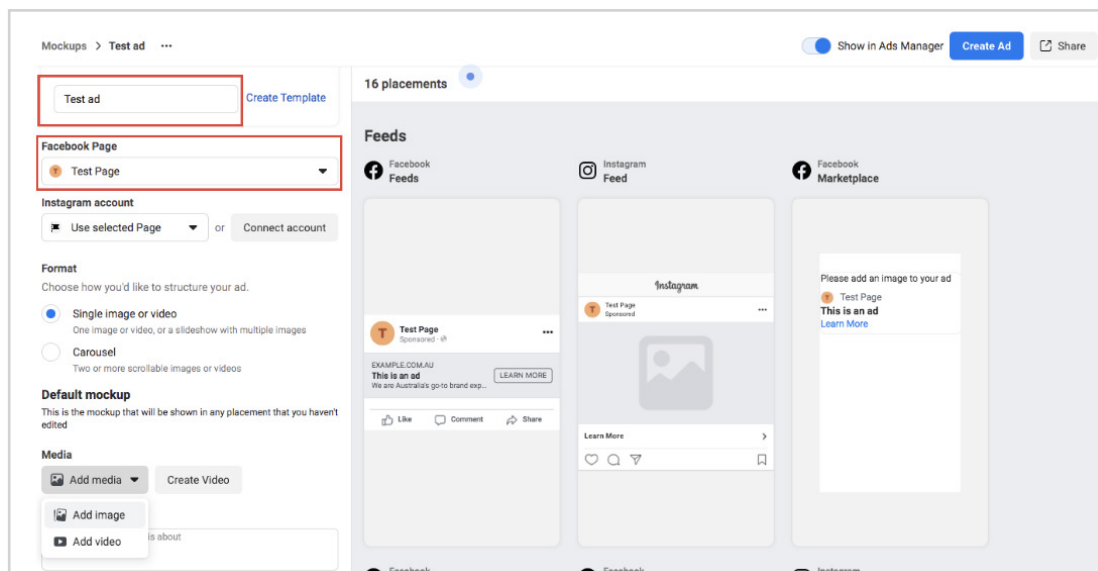 Mockups > Test ad ...
Show in Ads Manager
Create Ad
Share
Test ad
Create Template
Facebook Page
T Test Page
Instagram account
Use selected Page
or
Connect account
Format
Choose how you'd like to structure your ad.
Single image or video
One image or video, or a slideshow with multiple images
Carousel
Two or more scrollable images or videos
Default mockup
This is the mockup that will be shown in any placement that you haven't
edited
Media
Add media
Create Video
Add image
Add video
is about
16 placements
Feeds
Facebook
Feeds
T
Test Page
Sponsored ·
EXAMPLE.COM.AU
This is an ad
We are Australia's go-to brand exp...
LEARN MORE
Like
Comment
Share
Instagram
Feed
Instagram
T
Test Page
Sponsored
Learn More
Facebook
Marketplace
Please add an image to your ad
T Test Page
This is an ad
Learn More
Facebook
Facebook
Instagram